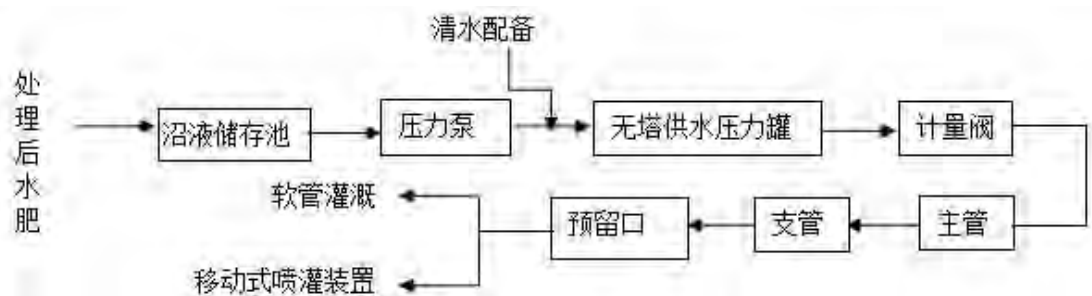 清水配备
处理后水肥
沼液储存池
压力泵
无塔供水压力罐
计量阀
软管灌溉
预留口
支管
主管
移动式喷灌装置